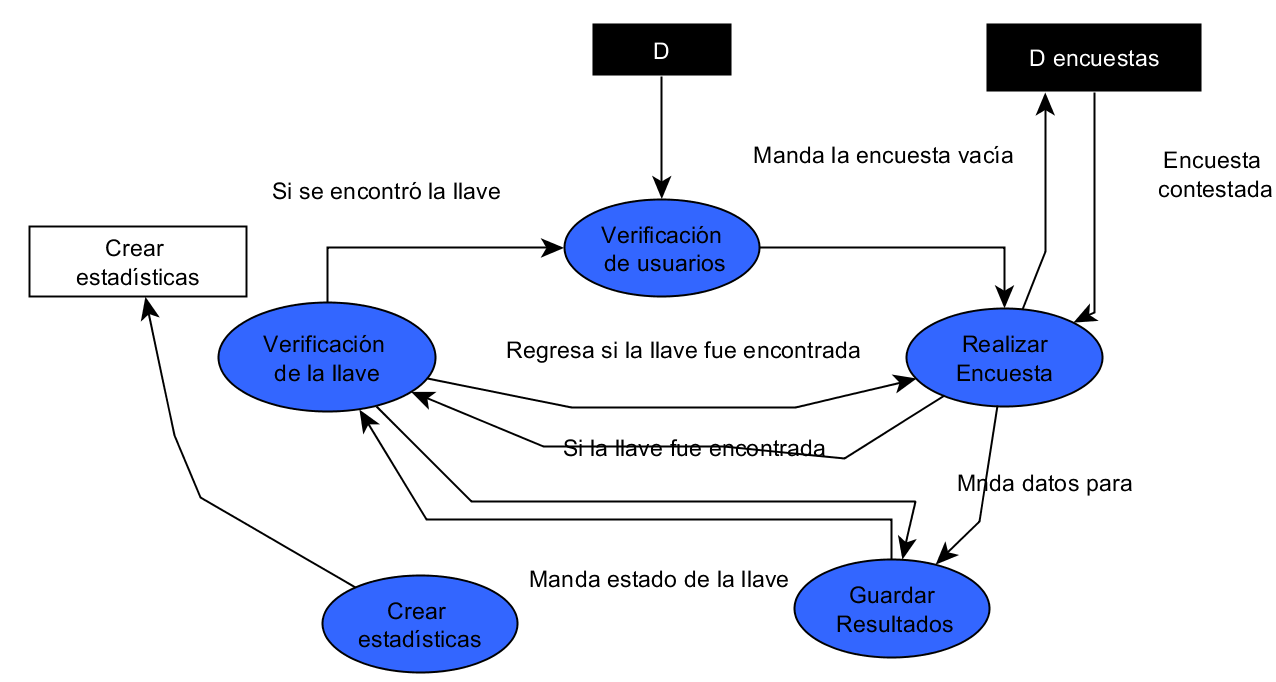 D
D encuestas
Manda la encuesta vacía
Encuesta
contestada
Si se encontró la llave
Crear
estadísticas
Verificación
de usuarios
Verificación
de la llave
Regresa si la llave fue encontrada
Realizar
Encuesta
Si la llave fue encontrada
Mnda datos para
Manda estado de la llave
Guardar
Resultados
Crear
estadísticas